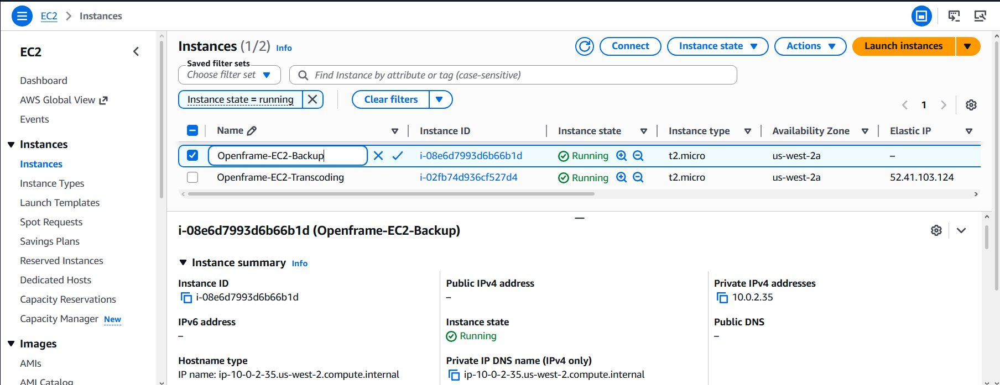 EC2 > Instances
EC2
Dashboard
AWS Global View
Events
Instances
Instances
Instance Types
Launch Templates
Spot Requests
Savings Plans
Reserved Instances
Dedicated Hosts
Capacity Reservations
Capacity Manager New
Images
AMIs
AMI Catalog
Instances (1/2) Info
Connect Instance state Actions Launch instances
Saved filter sets
Choose filter set Find Instance by attribute or tag (case-sensitive)
Instance state = running Clear filters
1
Name Instance ID Instance state Instance type Availability Zone Elastic IP
Openframe-EC2-Backup i-08e6d7993d6b66b1d Running t2.micro us-west-2a –
Openframe-EC2-Transcoding i-02fb74d936cf527d4 Running t2.micro us-west-2a 52.41.103.124
i-08e6d7993d6b66b1d (Openframe-EC2-Backup)
Instance summary Info
Instance ID Public IPv4 address Private IPv4 addresses
i-08e6d7993d6b66b1d – 10.0.2.35
IPv6 address Instance state Public DNS
– Running –
Hostname type Private IP DNS name (IPv4 only)
IP name: ip-10-0-2-35.us-west-2.compute.internal ip-10-0-2-35.us-west-2.compute.internal